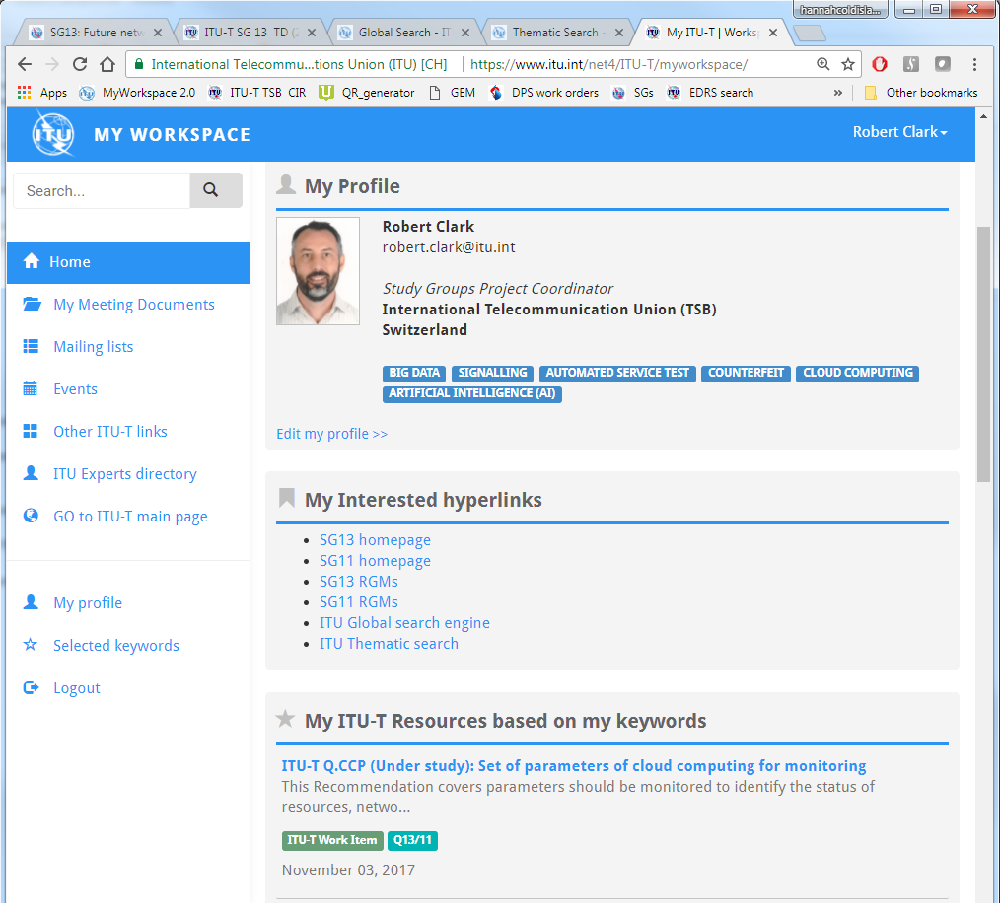 hannahcoldisla...
SG13: Future netw
ITU-T SG 13 TD (
Global Search - IT
Thematic Search -
My ITU-T | Works
International Telecommu...tions Union (ITU) [CH]
https://www.itu.int/net4/ITU-T/myworkspace/
Apps
MyWorkspace 2.0
ITU-T TSB CIR
QR_generator
GEM
DPS work orders
SGs
EDRS search
»
Other bookmarks
ITU
MY WORKSPACE
Robert Clark
Search...
Home
My Meeting Documents
Mailing lists
Events
Other ITU-T links
ITU Experts directory
GO to ITU-T main page
My profile
Selected keywords
Logout
My Profile
Robert Clark
robert.clark@itu.int
Study Groups Project Coordinator
International Telecommunication Union (TSB)
Switzerland
BIG DATA SIGNALLING AUTOMATED SERVICE TEST COUNTERFEIT CLOUD COMPUTING
ARTIFICIAL INTELLIGENCE (AI)
Edit my profile >>
My Interested hyperlinks
SG13 homepage
SG11 homepage
SG13 RGMs
SG11 RGMs
ITU Global search engine
ITU Thematic search
My ITU-T Resources based on my keywords
ITU-T Q.CCP (Under study): Set of parameters of cloud computing for monitoring
This Recommendation covers parameters should be monitored to identify the status of
resources, netwo...
ITU-T Work Item Q13/11
November 03, 2017